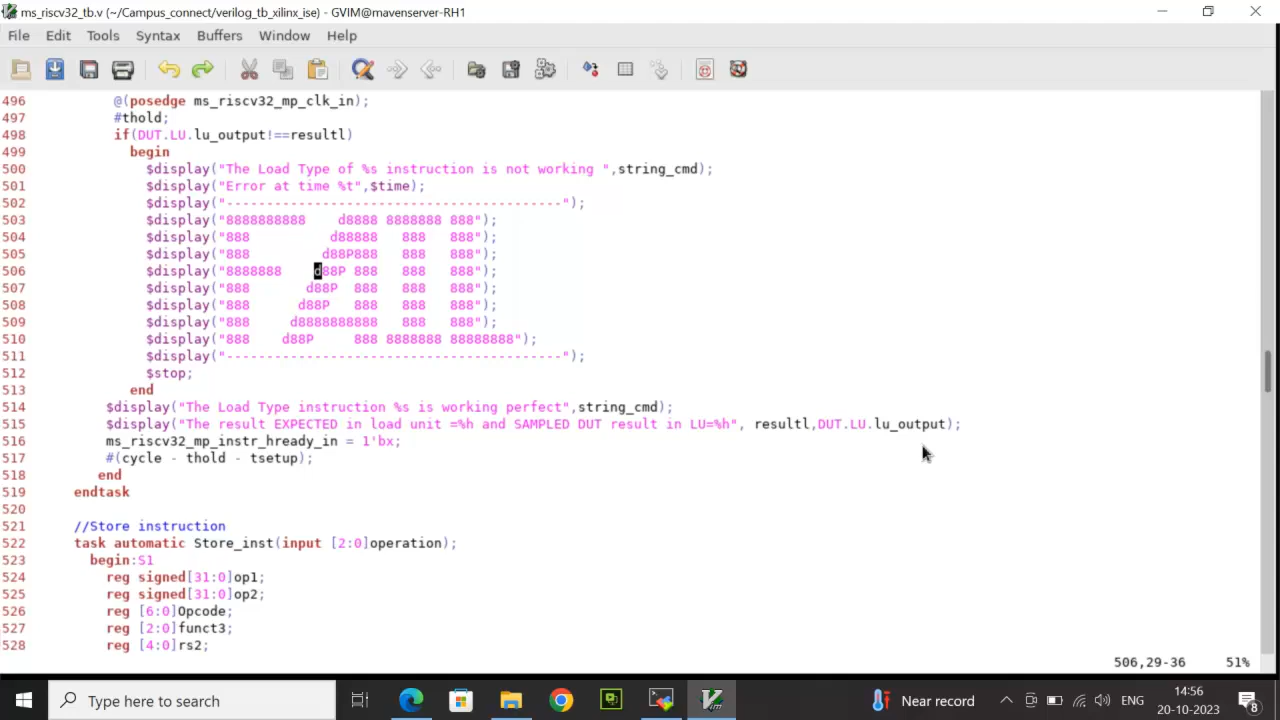 ms_riscv32_tb.v (~/Campus_connect/verilog_tb_xilinx_ise) - GVIM@mavenserver-RH1
File Edit Tools Syntax Buffers Window Help
496           @(posedge ms_riscv32_mp_clk_in);
497           #thold;
498           if(DUT.LU.lu_output!==resultl)
499             begin
500               $display("The Load Type of %s instruction is not working ",string_cmd);
501               $display("Error at time %t",$time);
502               $display("------------------------------------------");
503               $display("8888888888    d8888 8888888 888");
504               $display("888          d88888   888   888");
505               $display("888         d88P888   888   888");
506               $display("8888888    d88P 888   888   888");
507               $display("888       d88P  888   888   888");
508               $display("888      d88P   888   888   888");
509               $display("888     d8888888888   888   888");
510               $display("888    d88P     888 8888888 88888888");
511               $display("------------------------------------------");
512               $stop;
513             end
514          $display("The Load Type instruction %s is working perfect",string_cmd);
515          $display("The result EXPECTED in load unit =%h and SAMPLED DUT result in LU=%h", resultl,DUT.LU.lu_output);
516          ms_riscv32_mp_instr_hready_in = 1'bx;
517          #(cycle - thold - tsetup);
518         end
519      endtask
520
521      //Store instruction
522      task automatic Store_inst(input [2:0]operation);
523        begin:S1
524          reg signed[31:0]op1;
525          reg signed[31:0]op2;
526          reg [6:0]Opcode;
527          reg [2:0]funct3;
528          reg [4:0]rs2;
506,29-36 51%
Type here to search
Near record
ENG
14:56
20-10-2023
8